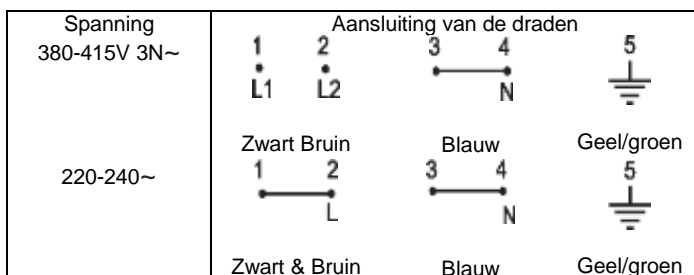 Spanning Aansluiting van de draden
380-415V 3N~ 1 2 3 4 5
L1 L2 N
Zwart Bruin Blauw Geel/groen
220-240~ 1 2 3 4 5
L N
Zwart & Bruin Blauw Geel/groen